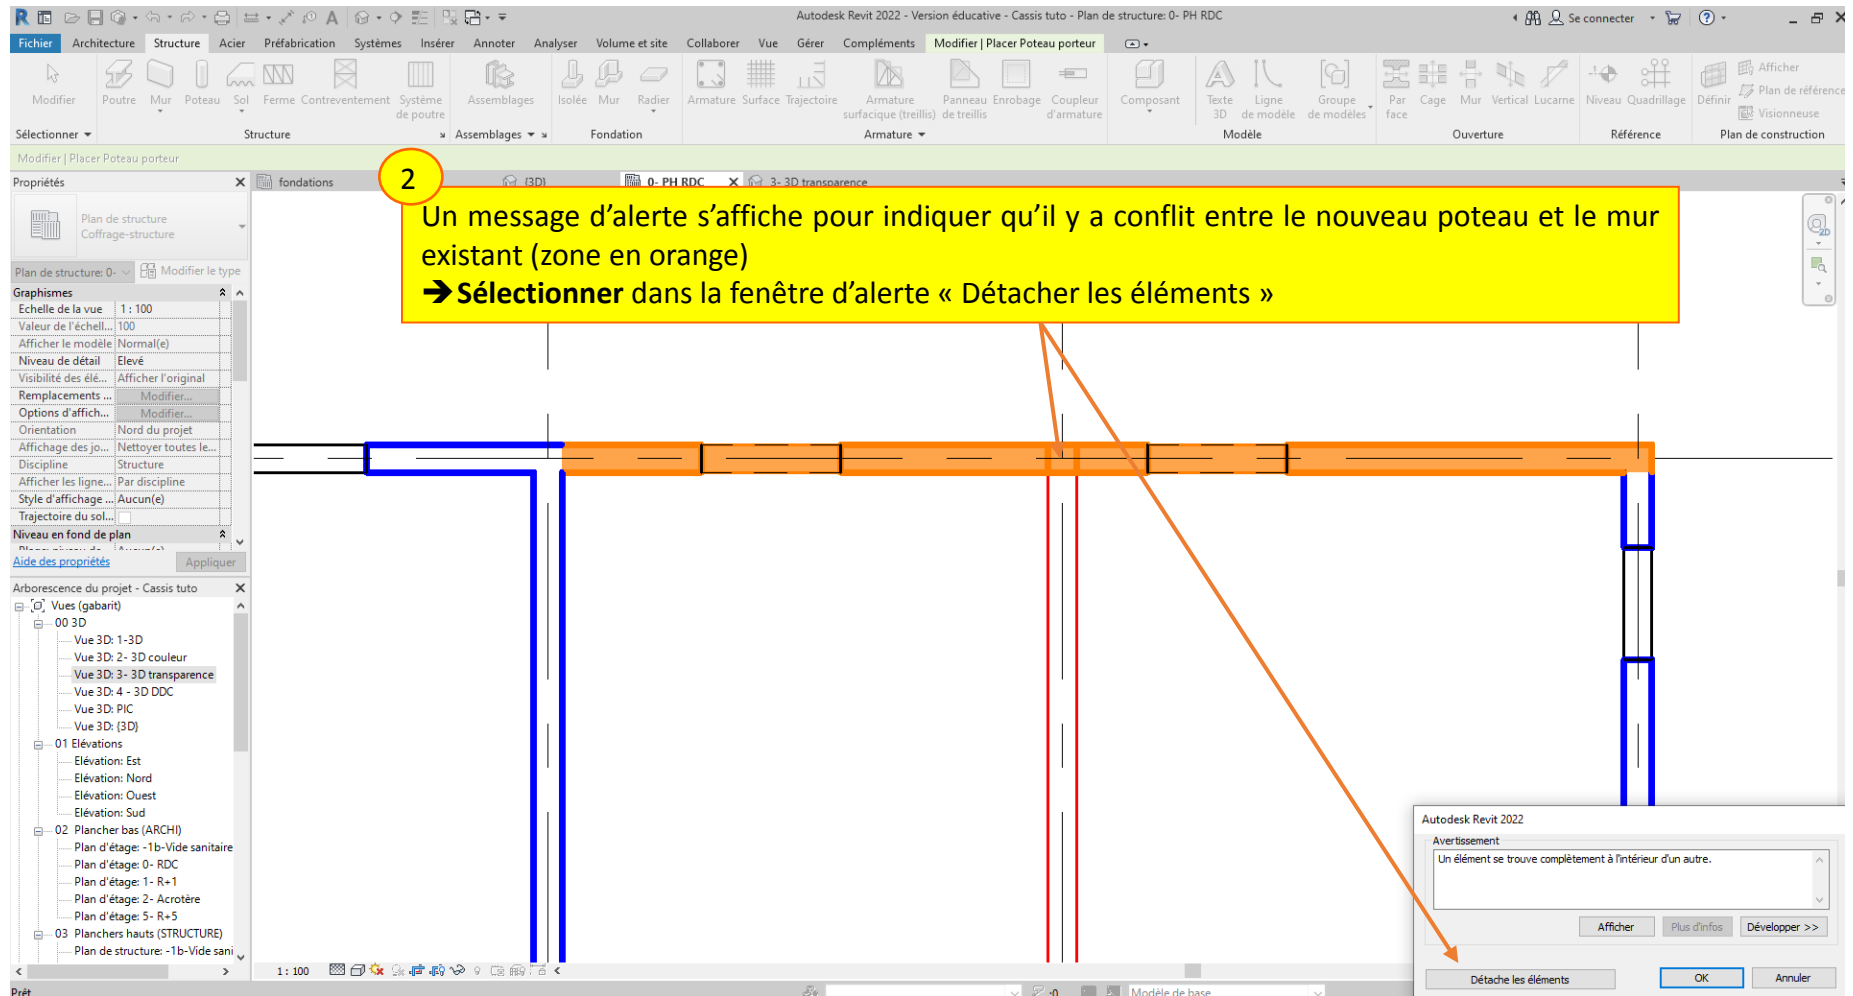 Autodesk Revit 2022 - Version éducative - Cassis tuto - Plan de structure: 0- PH RDC
Se connecter
Fichier Architecture Structure Acier Préfabrication Systèmes Insérer Annoter Analyser Volume et site Collaborer Vue Gérer Compléments Modifier | Placer Poteau porteur
Modifier Poutre Mur Poteau Sol Ferme Contreventement Système de poutre Assemblages Isolée Mur Radier Armature Surface Trajectoire Armature surfacique (treillis) Panneau de treillis Enrobage Coupleur d'armature Composant Texte 3D Ligne de modèle Groupe de modèles Par face Cage Mur Vertical Lucarne Niveau Quadrillage Définir Afficher Plan de référence Visionneuse
Sélectionner Structure Assemblages Fondation Armature Modèle Ouverture Référence Plan de construction
Modifier | Placer Poteau porteur
Propriétés
fondations {3D} 0- PH RDC 3- 3D transparence
2
Un message d'alerte s'affiche pour indiquer qu'il y a conflit entre le nouveau poteau et le mur
existant (zone en orange)
➔ Sélectionner dans la fenêtre d'alerte « Détacher les éléments »
Plan de structure
Coffrage-structure
Plan de structure: 0- Modifier le type
Graphismes
Echelle de la vue 1 : 100
Valeur de l'échell... 100
Afficher le modèle Normal(e)
Niveau de détail Elevé
Visibilité des élé... Afficher l'original
Remplacements ... Modifier...
Options d'affich... Modifier...
Orientation Nord du projet
Affichage des jo... Nettoyer toutes le...
Discipline Structure
Afficher les ligne... Par discipline
Style d'affichage ... Aucun(e)
Trajectoire du sol...
Niveau en fond de plan
Aide des propriétés Appliquer
Arborescence du projet - Cassis tuto
Vues (gabarit)
00 3D
Vue 3D: 1-3D
Vue 3D: 2- 3D couleur
Vue 3D: 3- 3D transparence
Vue 3D: 4 - 3D DDC
Vue 3D: PIC
Vue 3D: {3D}
01 Elévations
Elévation: Est
Elévation: Nord
Elévation: Ouest
Elévation: Sud
02 Plancher bas (ARCHI)
Plan d'étage: -1b-Vide sanitaire
Plan d'étage: 0- RDC
Plan d'étage: 1- R+1
Plan d'étage: 2- Acrotère
Plan d'étage: 5- R+5
03 Planchers hauts (STRUCTURE)
Plan de structure: -1b-Vide sani
Autodesk Revit 2022
Avertissement
Un élément se trouve complètement à l'intérieur d'un autre.
Afficher Plus d'infos Développer >>
Détache les éléments OK Annuler
1 : 100
Prêt :0 Modèle de base